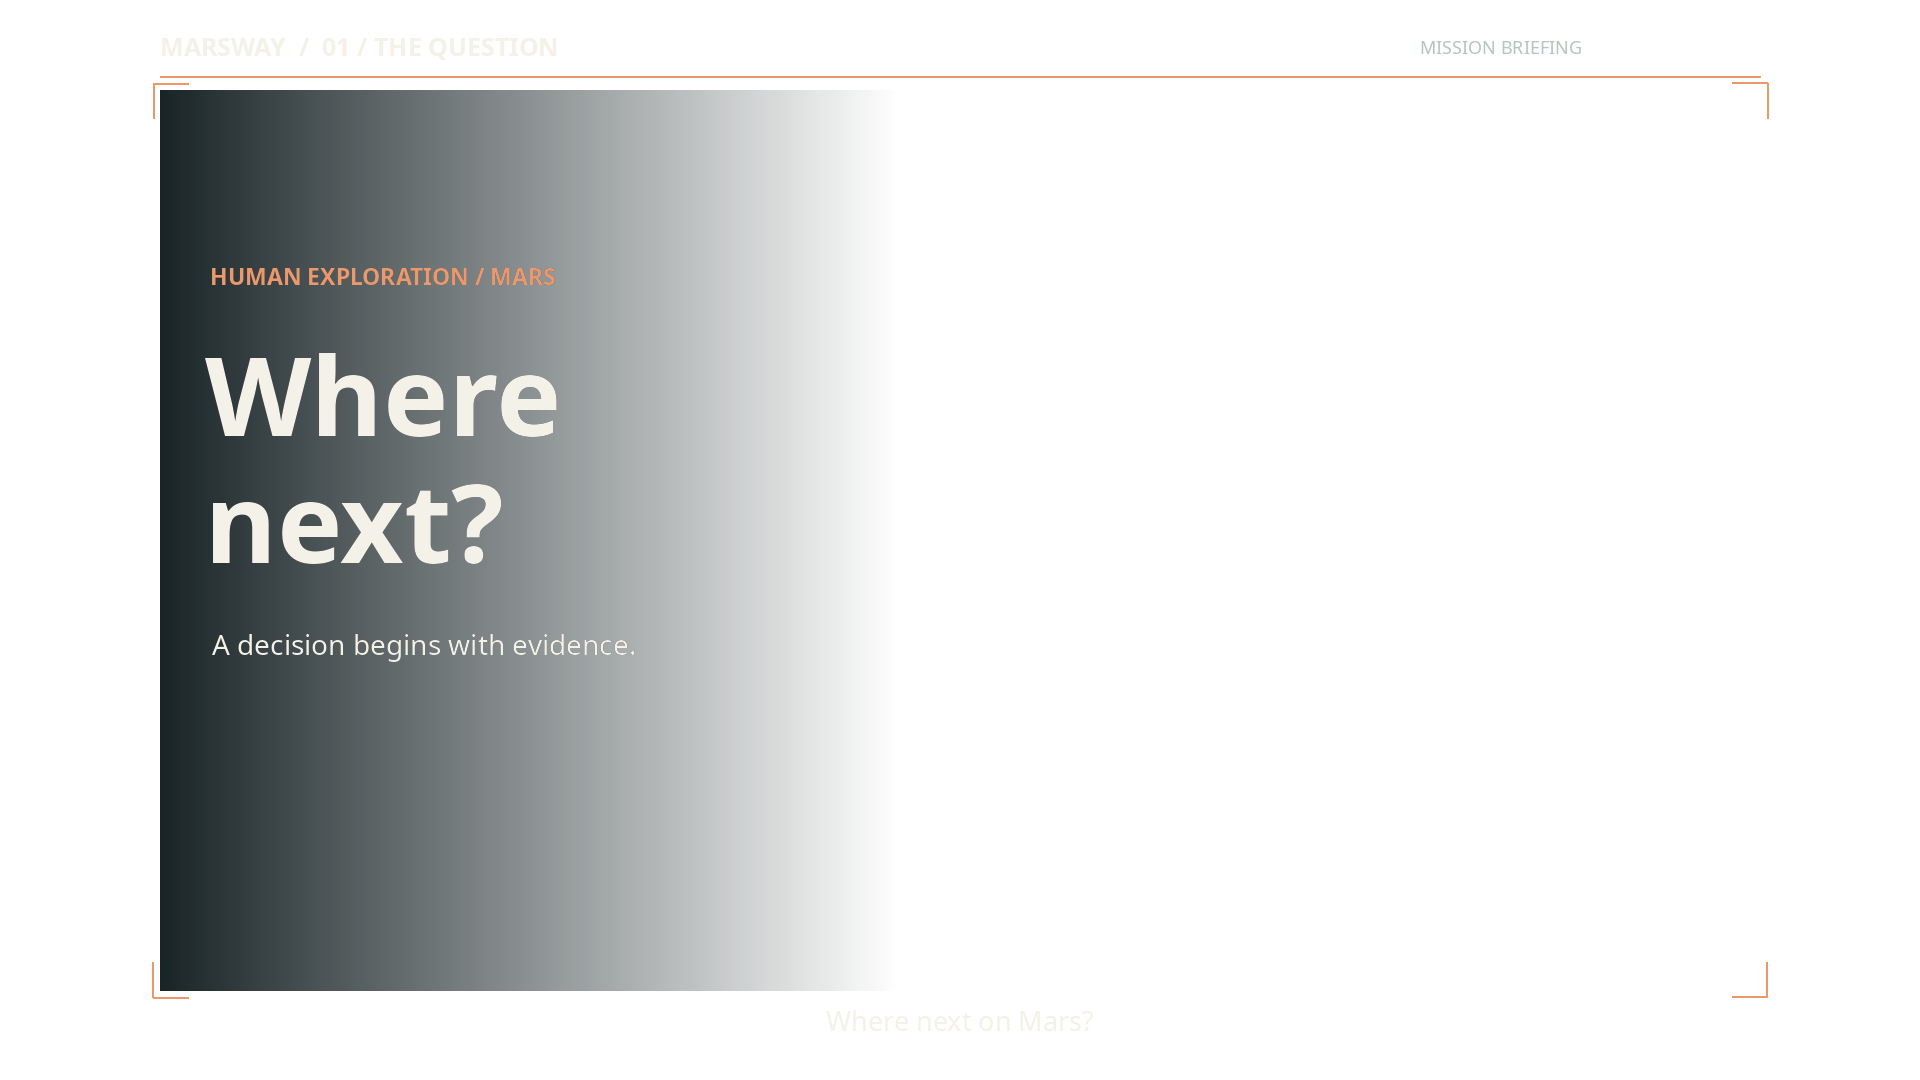 MARSWAY / 01 / THE QUESTION
MISSION BRIEFING
HUMAN EXPLORATION / MARS
Where
next?
A decision begins with evidence.
Where next on Mars?